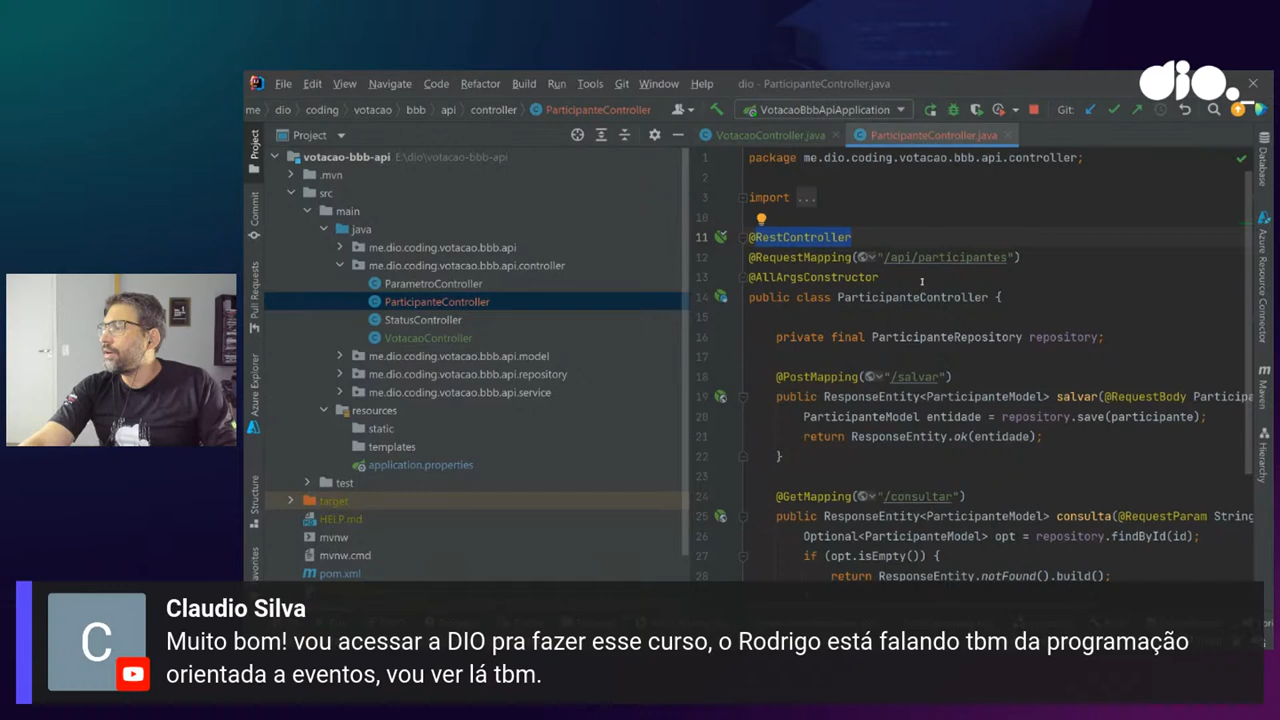 dio._
File Edit View Navigate Code Refactor Build Run Tools Git Window Help dio - ParticipanteController.java
me dio coding votacao bbb api controller ParticipanteController VotacaoBbbApiApplication Git:
Project VotacaoController.java ParticipanteController.java
votacao-bbb-api E:\dio\votacao-bbb-api
.mvn
src
main
java
me.dio.coding.votacao.bbb.api
me.dio.coding.votacao.bbb.api.controller
ParametroController
ParticipanteController
StatusController
VotacaoController
me.dio.coding.votacao.bbb.api.model
me.dio.coding.votacao.bbb.api.repository
me.dio.coding.votacao.bbb.api.service
resources
static
templates
application.properties
test
target
HELP.md
mvnw
mvnw.cmd
pom.xml
Project
Commit
Pull Requests
Azure Explorer
Structure
Favorites
1 package me.dio.coding.votacao.bbb.api.controller;
2
3 import ...
10
11 @RestController
12 @RequestMapping("/api/participantes")
13 @AllArgsConstructor
14 public class ParticipanteController {
15
16 private final ParticipanteRepository repository;
17
18 @PostMapping("/salvar")
19 public ResponseEntity<ParticipanteModel> salvar(@RequestBody Particip
20 ParticipanteModel entidade = repository.save(participante);
21 return ResponseEntity.ok(entidade);
22 }
23
24 @GetMapping("/consultar")
25 public ResponseEntity<ParticipanteModel> consulta(@RequestParam String
26 Optional<ParticipanteModel> opt = repository.findById(id);
27 if (opt.isEmpty()) {
28 return ResponseEntity.notFound().build();
Database
Azure Resource Viewer
Maven
Hierarchy
C
Claudio Silva
Muito bom! vou acessar a DIO pra fazer esse curso, o Rodrigo está falando tbm da programação
orientada a eventos, vou ver lá tbm.